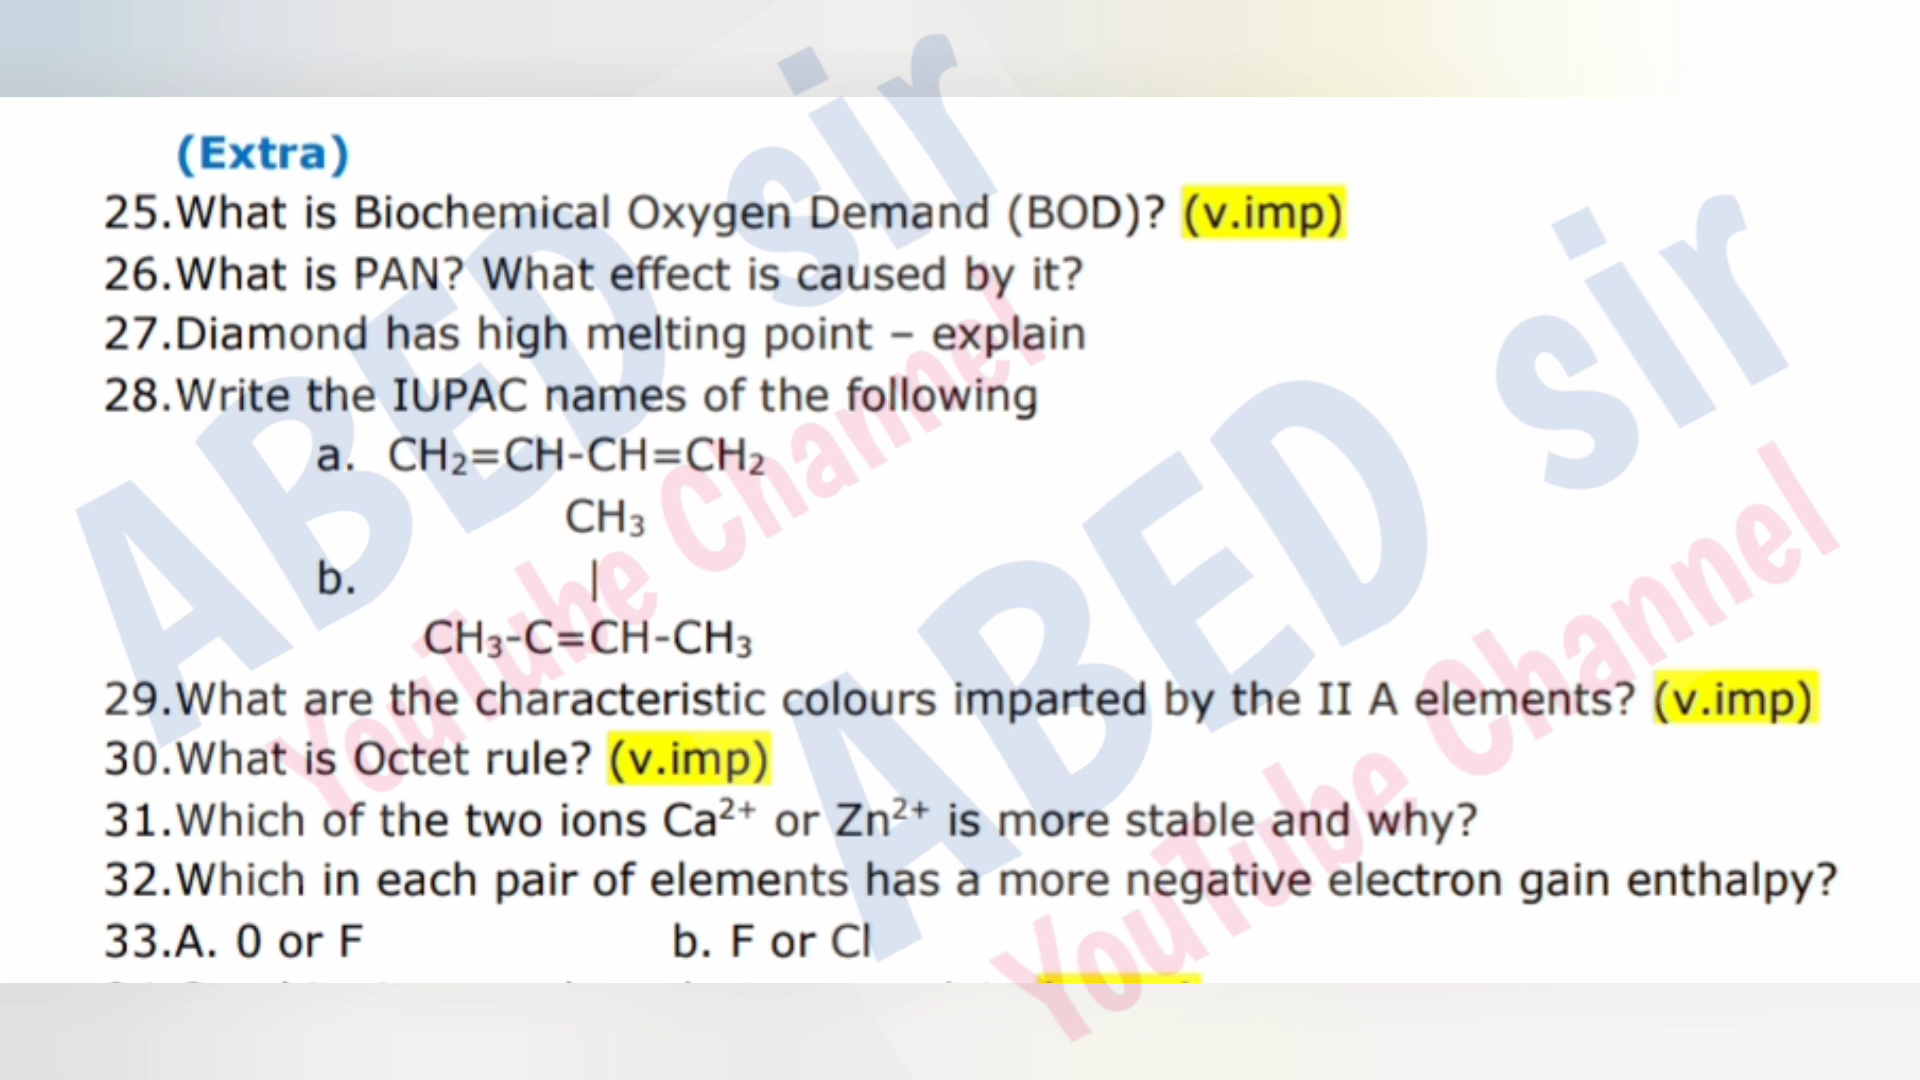 (Extra)
25.What is Biochemical Oxygen Demand (BOD)? (v.imp)
26.What is PAN? What effect is caused by it?
27.Diamond has high melting point – explain
28.Write the IUPAC names of the following
a. CH₂=CH-CH=CH₂
CH₃
b. |
CH₃-C=CH-CH₃
29.What are the characteristic colours imparted by the II A elements? (v.imp)
30.What is Octet rule? (v.imp)
31.Which of the two ions Ca²⁺ or Zn²⁺ is more stable and why?
32.Which in each pair of elements has a more negative electron gain enthalpy?
33.A. 0 or F b. F or Cl
ABED sir
YouTube Channel
ABED sir
YouTube Channel